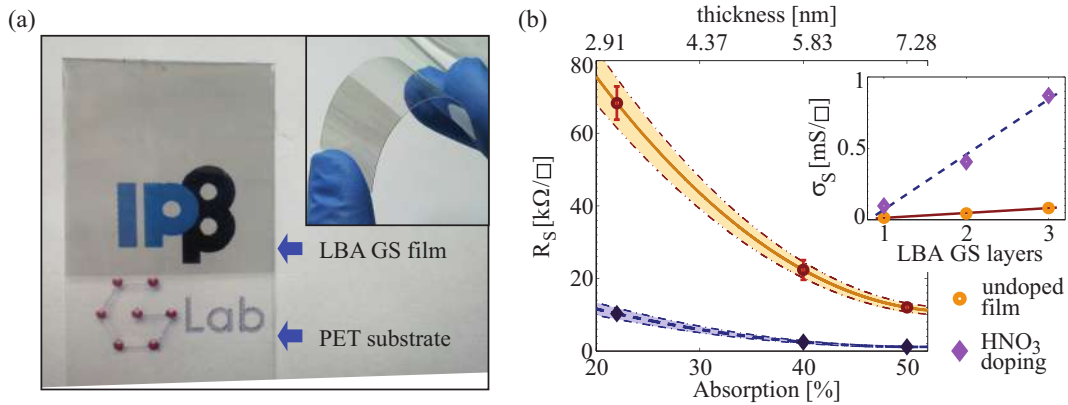 (a)
IPβ
LBA GS film
Lab
PET substrate
(b)
thickness [nm]
2.91 4.37 5.83 7.28
80
60
40
20
0
R_S [kΩ/□]
20 30 40 50
Absorption [%]
1
0.5
0
σ_S [mS/□]
1 2 3
LBA GS layers
undoped
film
HNO₃
doping